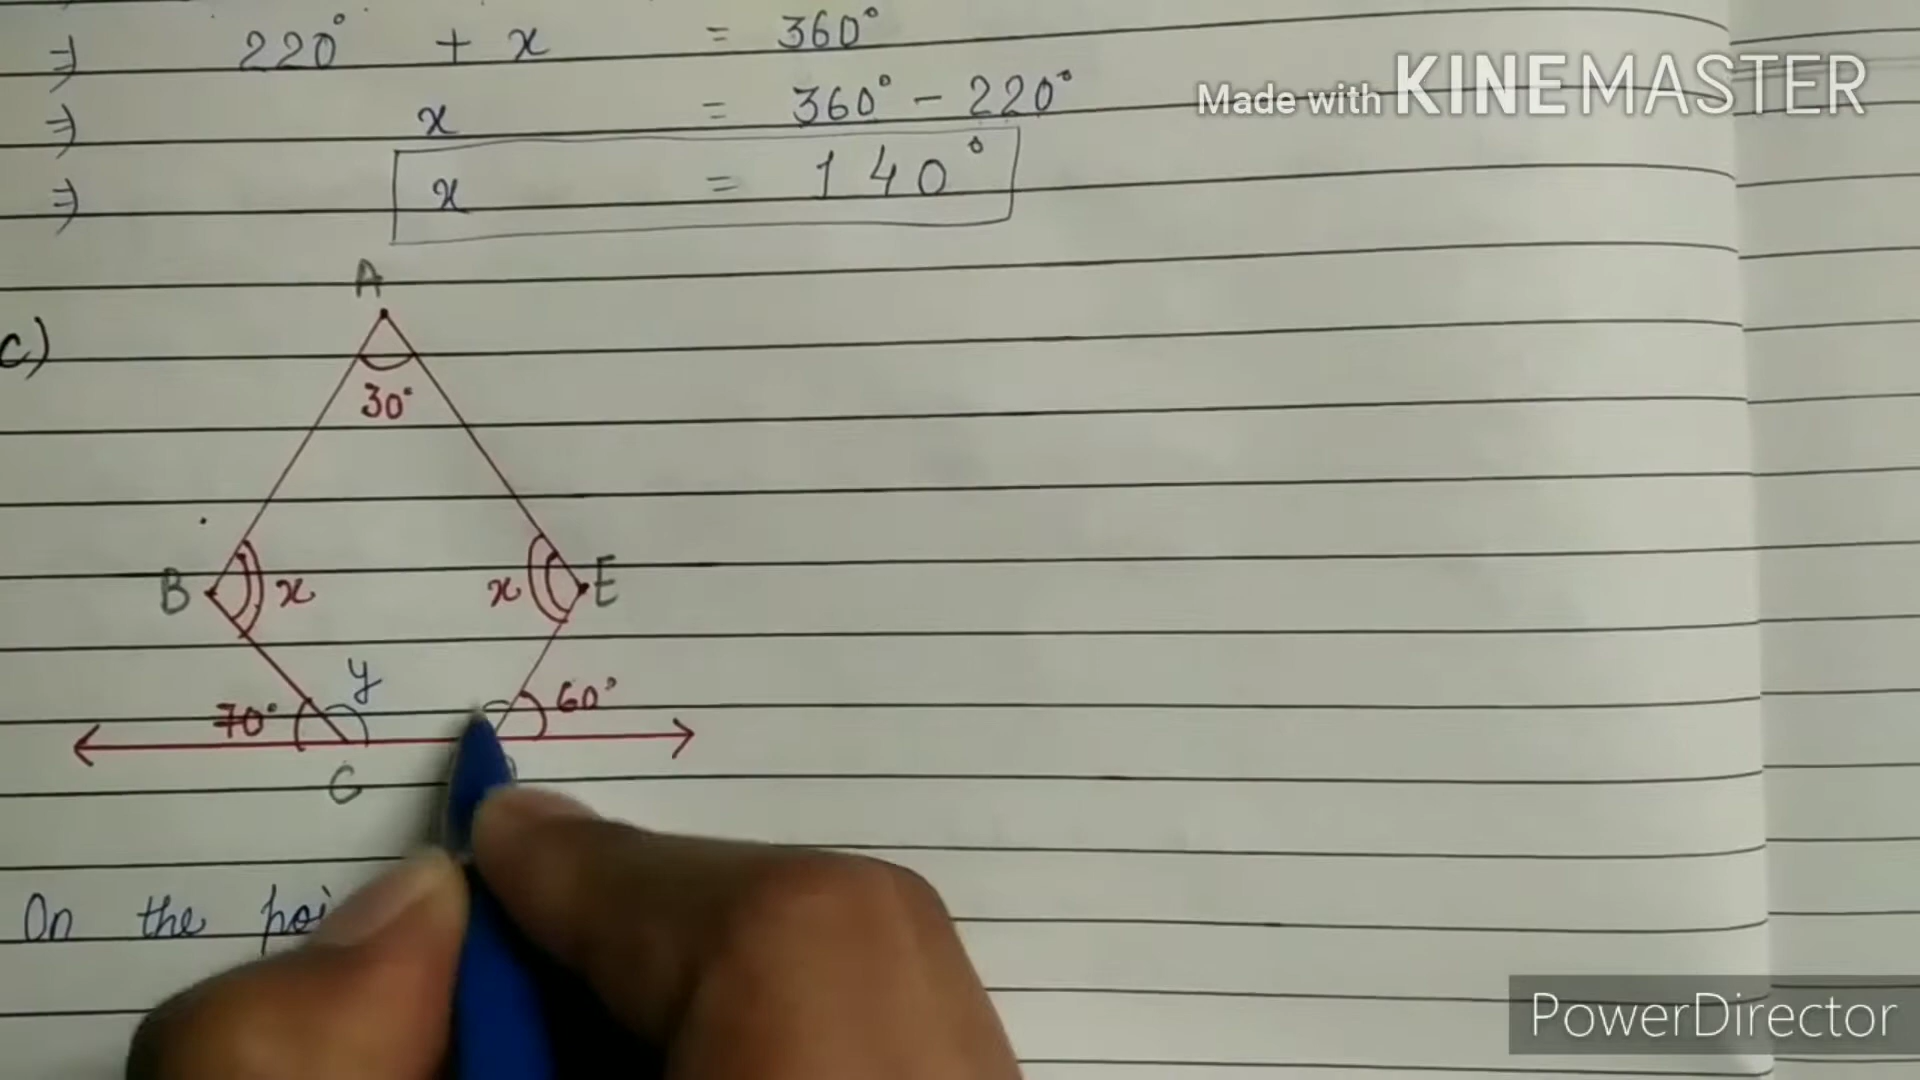 ⇒ 220° + x = 360°
Made with KINEMASTER
⇒ x = 360° - 220°
⇒ x = 140°
A
c)
30°
B x x E
y
70° 60°
C
On the
PowerDirector